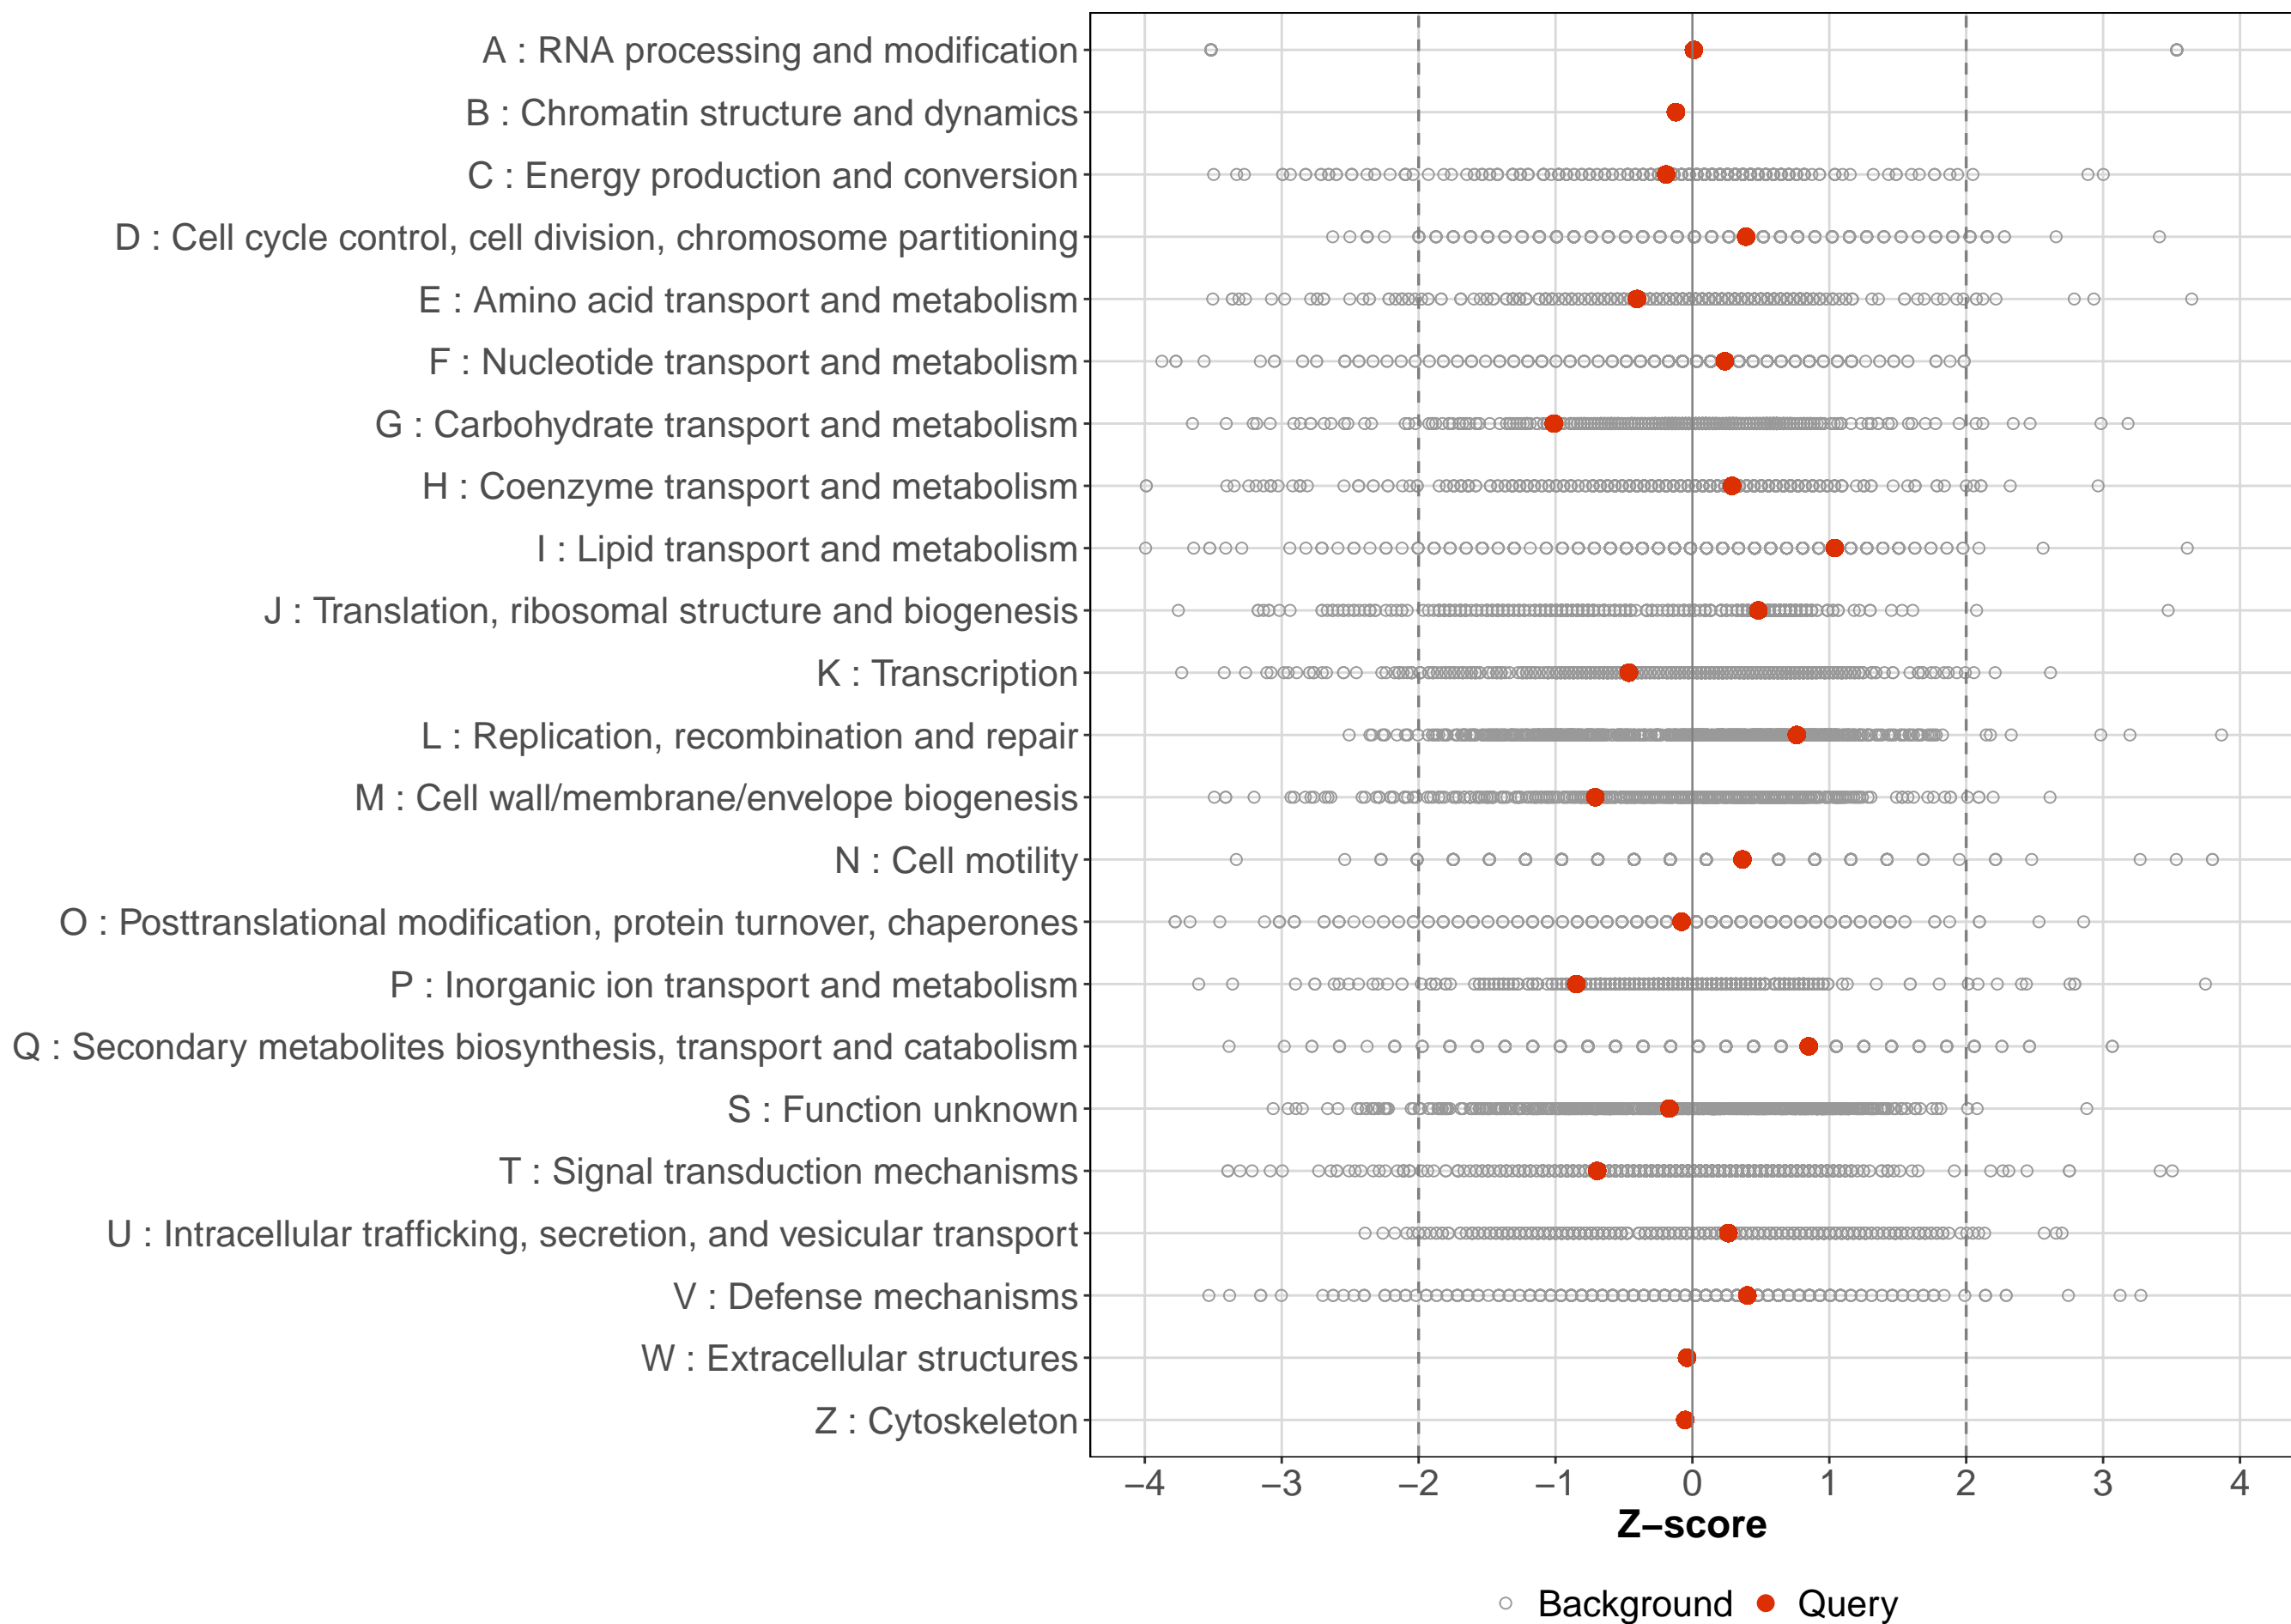 A : RNA processing and modification
B : Chromatin structure and dynamics
C : Energy production and conversion
D : Cell cycle control, cell division, chromosome partitioning
E : Amino acid transport and metabolism
F : Nucleotide transport and metabolism
G : Carbohydrate transport and metabolism
H : Coenzyme transport and metabolism
I : Lipid transport and metabolism
J : Translation, ribosomal structure and biogenesis
K : Transcription
L : Replication, recombination and repair
M : Cell wall/membrane/envelope biogenesis
N : Cell motility
O : Posttranslational modification, protein turnover, chaperones
P : Inorganic ion transport and metabolism
Q : Secondary metabolites biosynthesis, transport and catabolism
S : Function unknown
T : Signal transduction mechanisms
U : Intracellular trafficking, secretion, and vesicular transport
V : Defense mechanisms
W : Extracellular structures
Z : Cytoskeleton
−4 −3 −2 −1 0 1 2 3 4
Z−score
Background Query